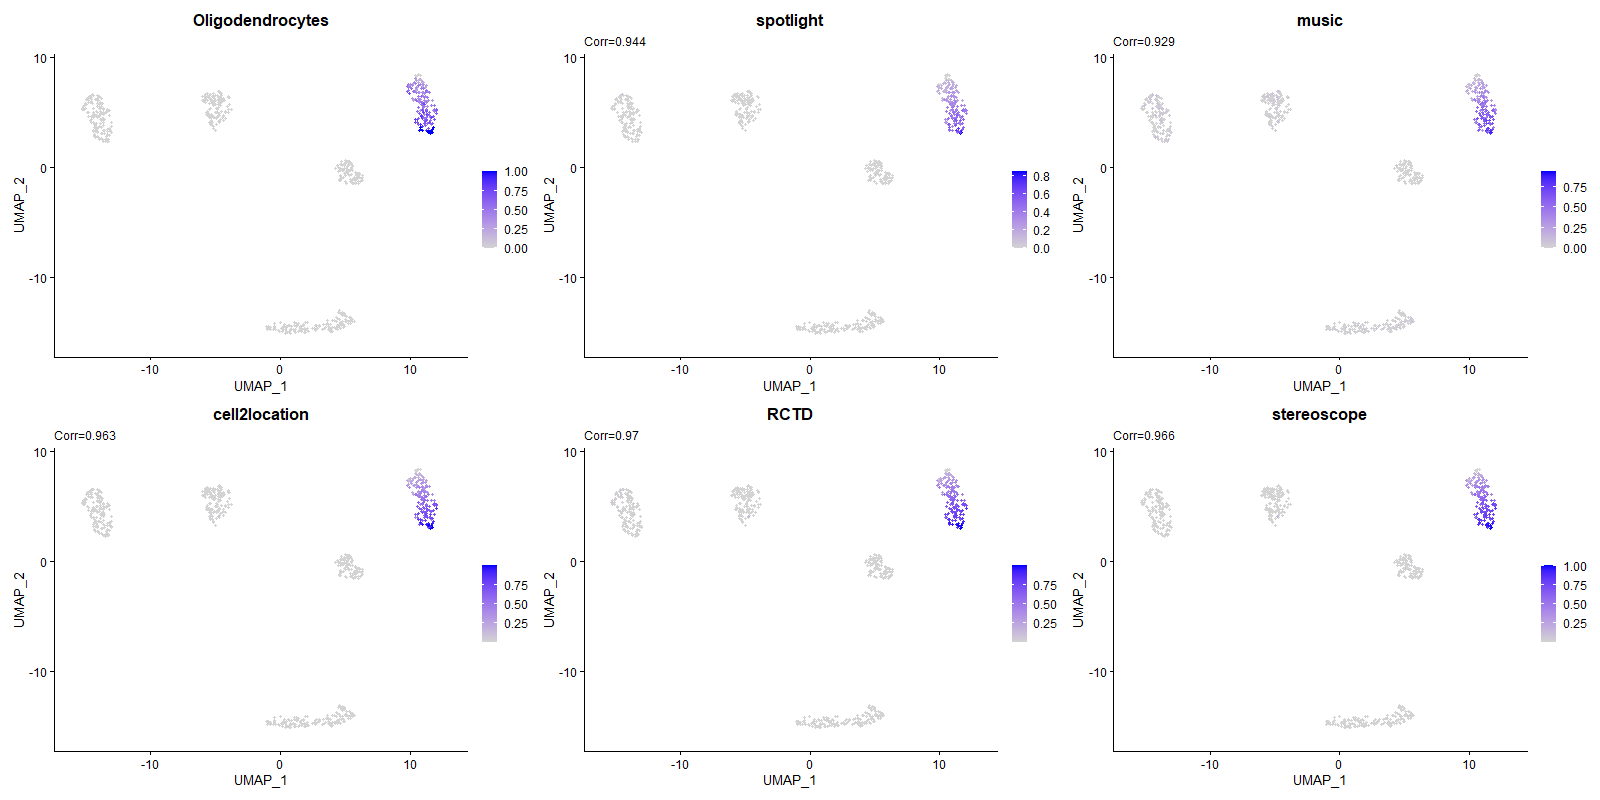 Oligodendrocytes
10
0
-10
UMAP_2
-10
0
10
UMAP_1
1.00
0.75
0.50
0.25
0.00
spotlight
Corr=0.944
10
0
-10
UMAP_2
-10
0
10
UMAP_1
0.8
0.6
0.4
0.2
0.0
music
Corr=0.929
10
0
-10
UMAP_2
-10
0
10
UMAP_1
0.75
0.50
0.25
0.00
cell2location
Corr=0.963
10
0
-10
UMAP_2
-10
0
10
UMAP_1
0.75
0.50
0.25
RCTD
Corr=0.97
10
0
-10
UMAP_2
-10
0
10
UMAP_1
0.75
0.50
0.25
stereoscope
Corr=0.966
10
0
-10
UMAP_2
-10
0
10
UMAP_1
1.00
0.75
0.50
0.25